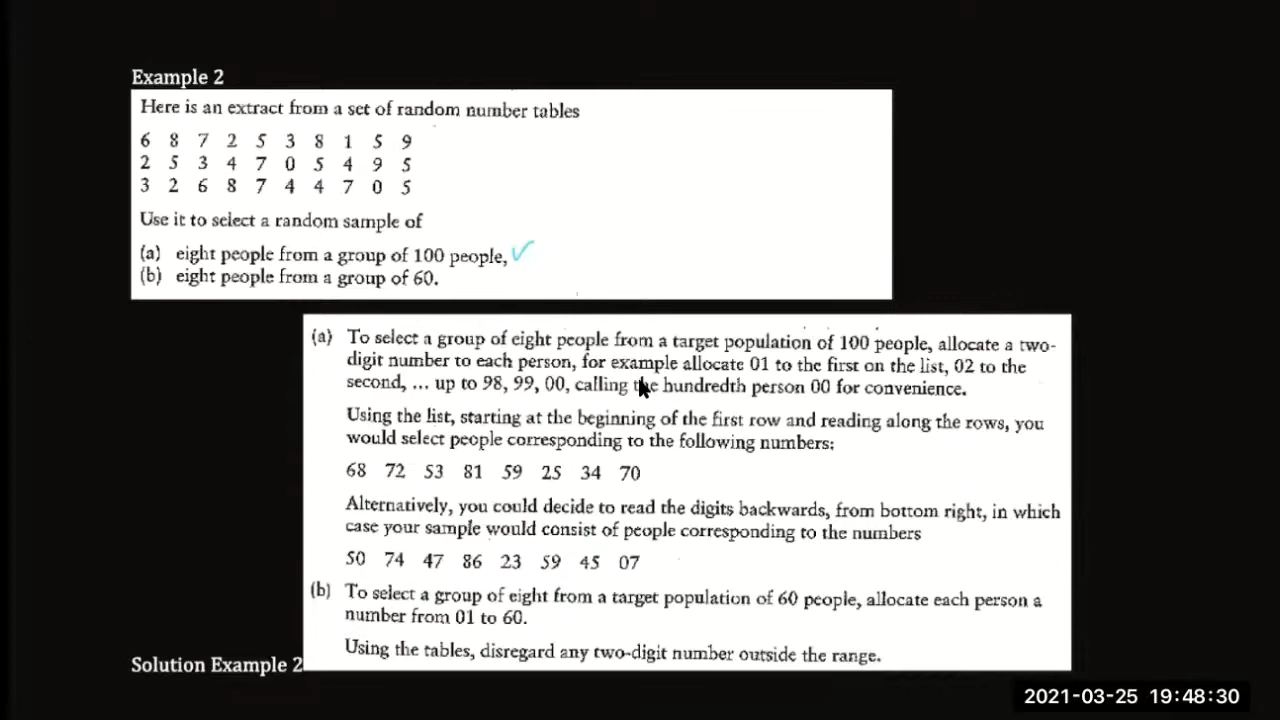 Example 2
Here is an extract from a set of random number tables
6 8 7 2 5 3 8 1 5 9
2 5 3 4 7 0 5 4 9 5
3 2 6 8 7 4 4 7 0 5
Use it to select a random sample of
(a) eight people from a group of 100 people,
(b) eight people from a group of 60.
(a) To select a group of eight people from a target population of 100 people, allocate a two-
digit number to each person, for example allocate 01 to the first on the list, 02 to the
second, ... up to 98, 99, 00, calling the hundredth person 00 for convenience.
Using the list, starting at the beginning of the first row and reading along the rows, you
would select people corresponding to the following numbers:
68 72 53 81 59 25 34 70
Alternatively, you could decide to read the digits backwards, from bottom right, in which
case your sample would consist of people corresponding to the numbers
50 74 47 86 23 59 45 07
(b) To select a group of eight from a target population of 60 people, allocate each person a
number from 01 to 60.
Using the tables, disregard any two-digit number outside the range.
Solution Example 2
2021-03-25 19:48:30